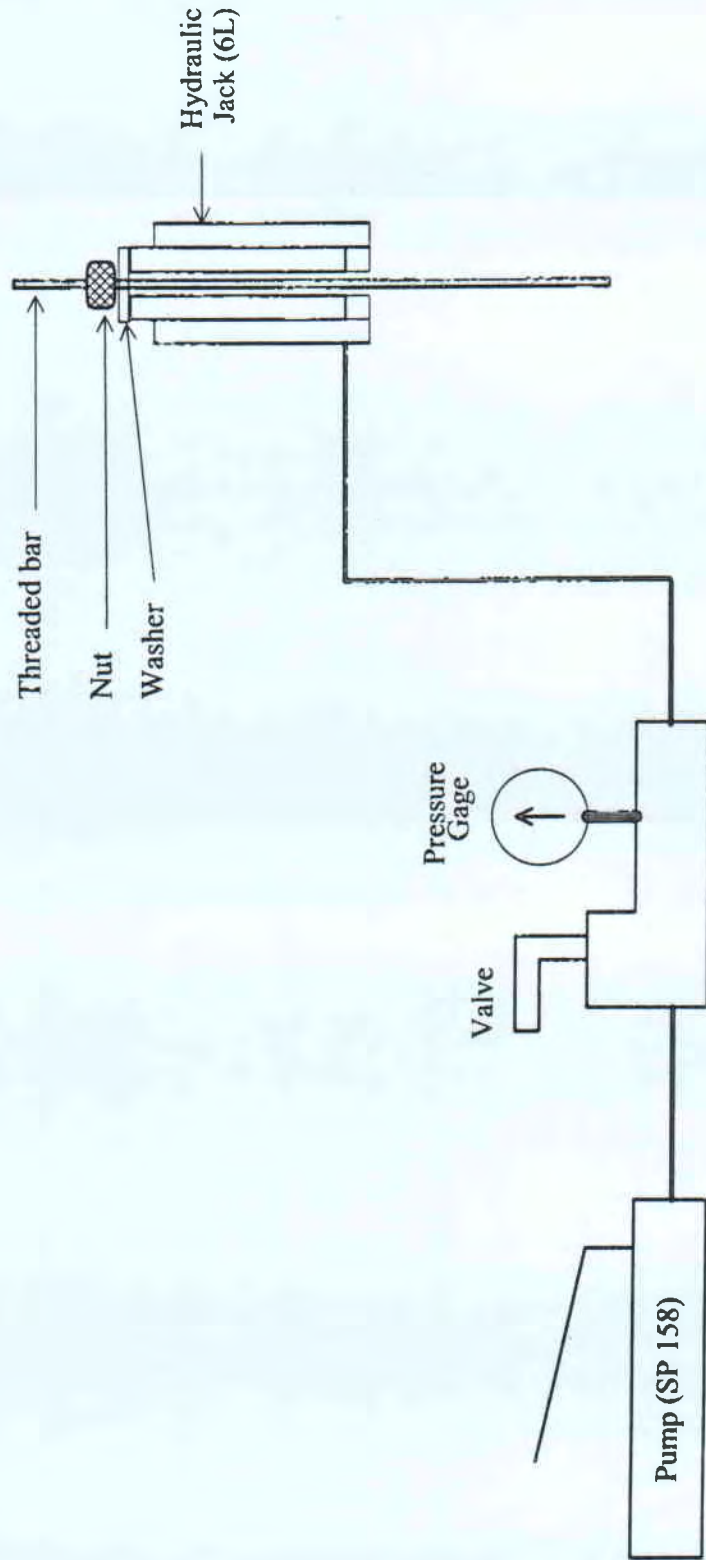 Threaded bar
Nut
Washer
Hydraulic
Jack (6L)
Pressure
Gage
Valve
Pump (SP 158)